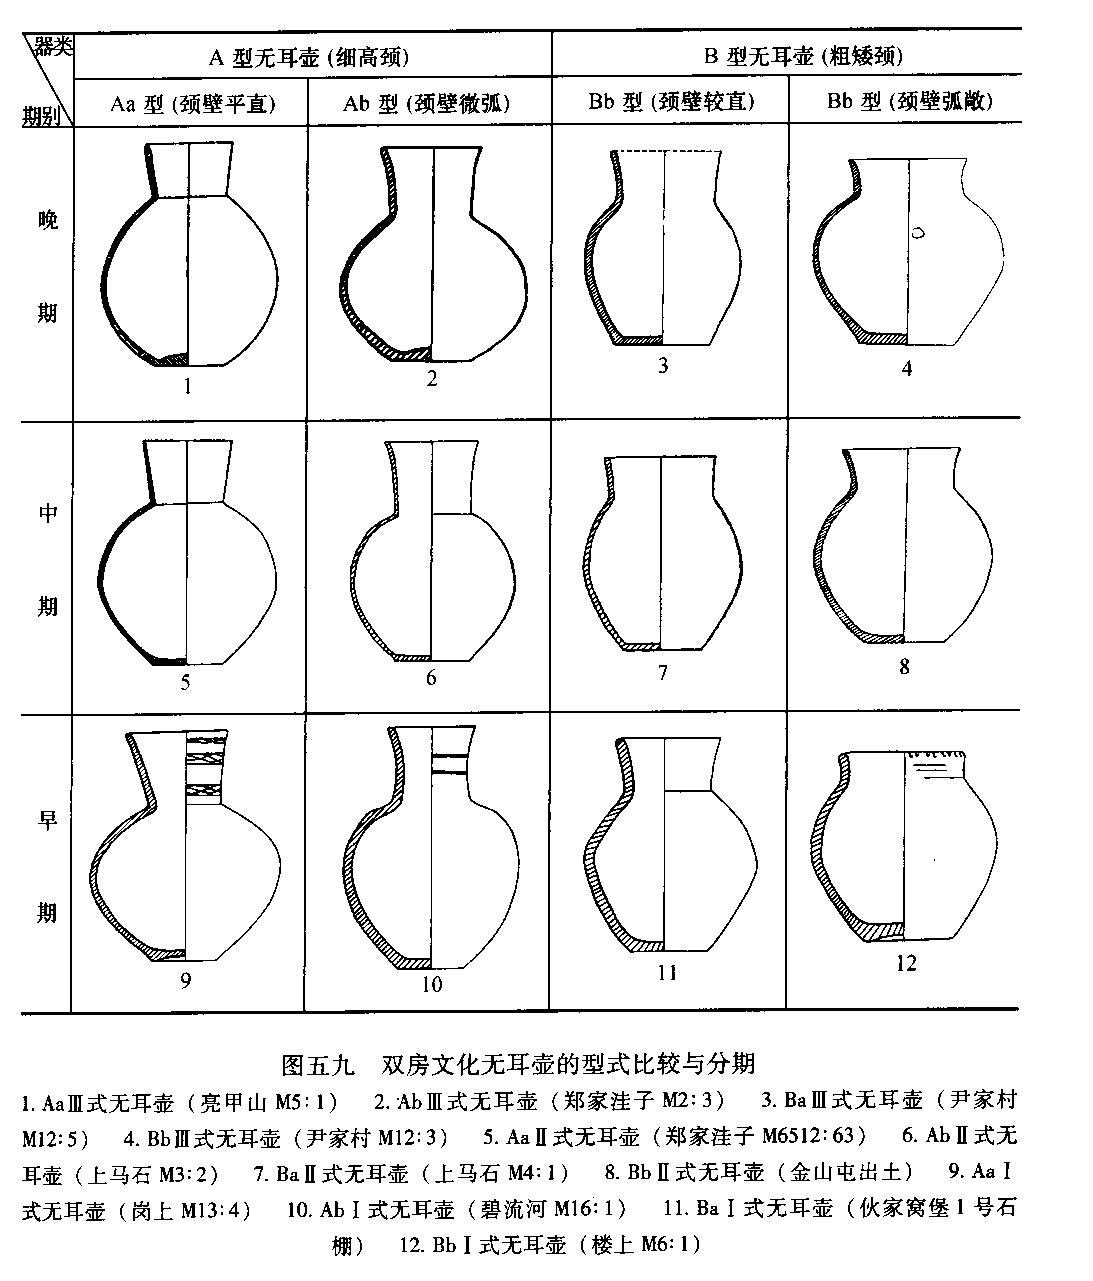 器类
A 型无耳壶 (细高颈)
B 型无耳壶 (粗矮颈)
期别
Aa 型 (颈壁平直)
Ab 型 (颈壁微弧)
Bb 型 (颈壁较直)
Bb 型 (颈壁弧敞)
晚期
1
2
3
4
中期
5
6
7
8
早期
9
10
11
12
图五九 双房文化无耳壶的型式比较与分期
1. AaⅢ式无耳壶（亮甲山 M5∶1） 2. AbⅢ式无耳壶（郑家洼子 M2∶3） 3. BaⅢ式无耳壶（尹家村
M12∶5） 4. BbⅢ式无耳壶（尹家村 M12∶3） 5. AaⅡ式无耳壶（郑家洼子 M6512∶63） 6. AbⅡ式无
耳壶（上马石 M3∶2） 7. BaⅡ式无耳壶（上马石 M4∶1） 8. BbⅡ式无耳壶（金山屯出土） 9. AaⅠ
式无耳壶（岗上 M13∶4） 10. AbⅠ式无耳壶（碧流河 M16∶1） 11. BaⅠ式无耳壶（伙家窝堡 1 号石
棚） 12. BbⅠ式无耳壶（楼上 M6∶1）